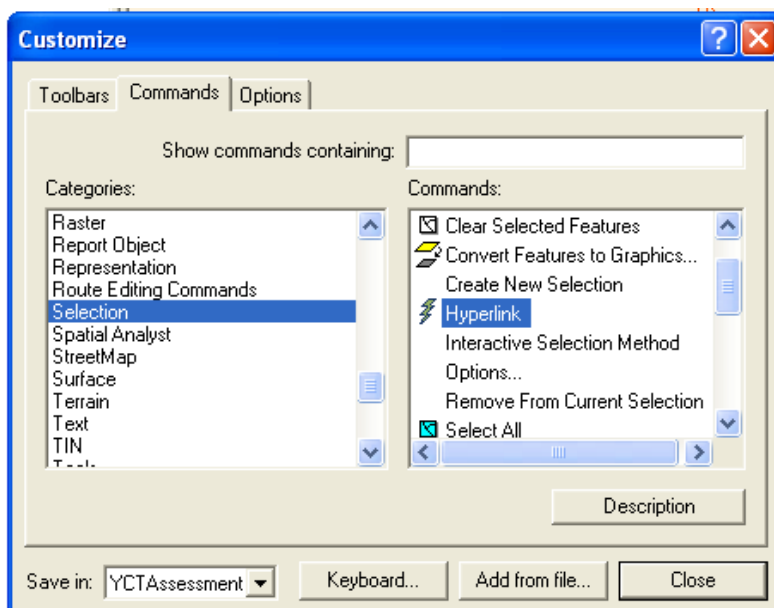 Customize
Toolbars Commands Options
Show commands containing:
Categories: Commands:
Raster
Report Object
Representation
Route Editing Commands
Selection
Spatial Analyst
StreetMap
Surface
Terrain
Text
TIN
Clear Selected Features
Convert Features to Graphics...
Create New Selection
Hyperlink
Interactive Selection Method
Options...
Remove From Current Selection
Select All
Description
Save in: YCTAssessment Keyboard... Add from file... Close